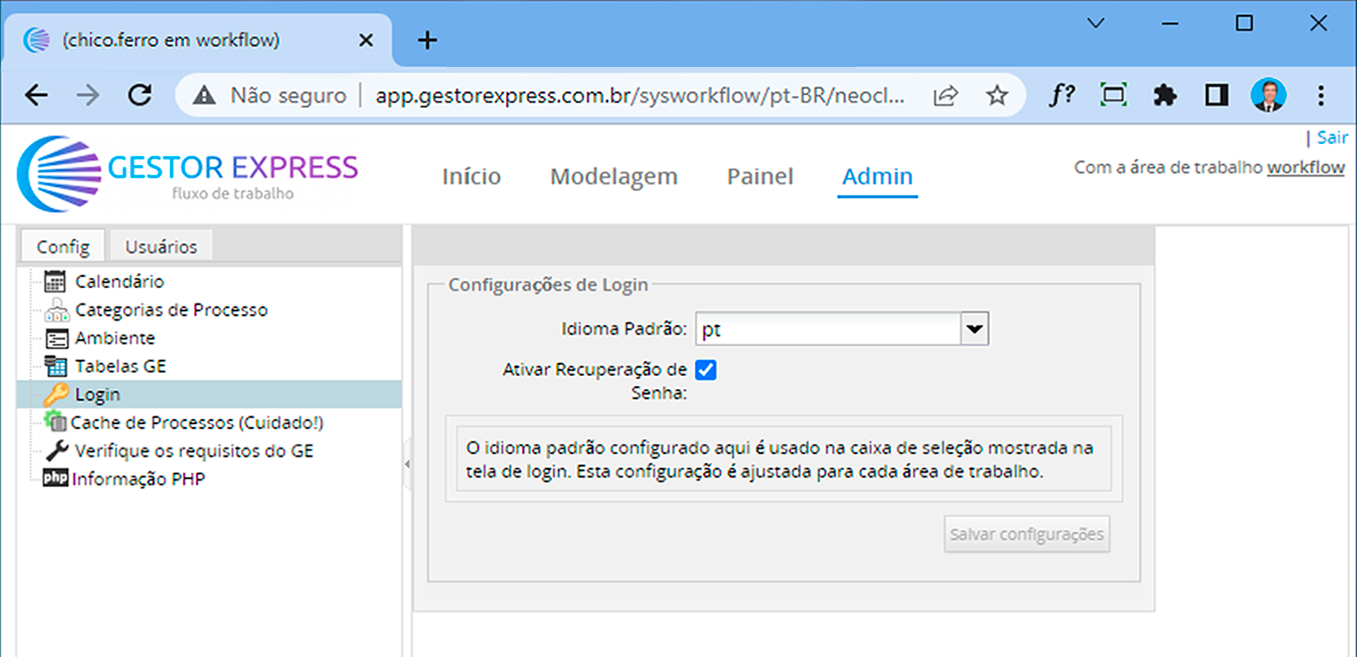 (chico.ferro em workflow)
Não seguro
app.gestorexpress.com.br/sysworkflow/pt-BR/neocl...
f?
| Sair
GESTOR EXPRESS
fluxo de trabalho
Início
Modelagem
Painel
Admin
Com a área de trabalho workflow
Config
Usuários
Calendário
Categorias de Processo
Ambiente
Tabelas GE
Login
Cache de Processos (Cuidado!)
Verifique os requisitos do GE
php Informação PHP
Configurações de Login
Idioma Padrão: pt
Ativar Recuperação de
Senha:
O idioma padrão configurado aqui é usado na caixa de seleção mostrada na
tela de login. Esta configuração é ajustada para cada área de trabalho.
Salvar configurações